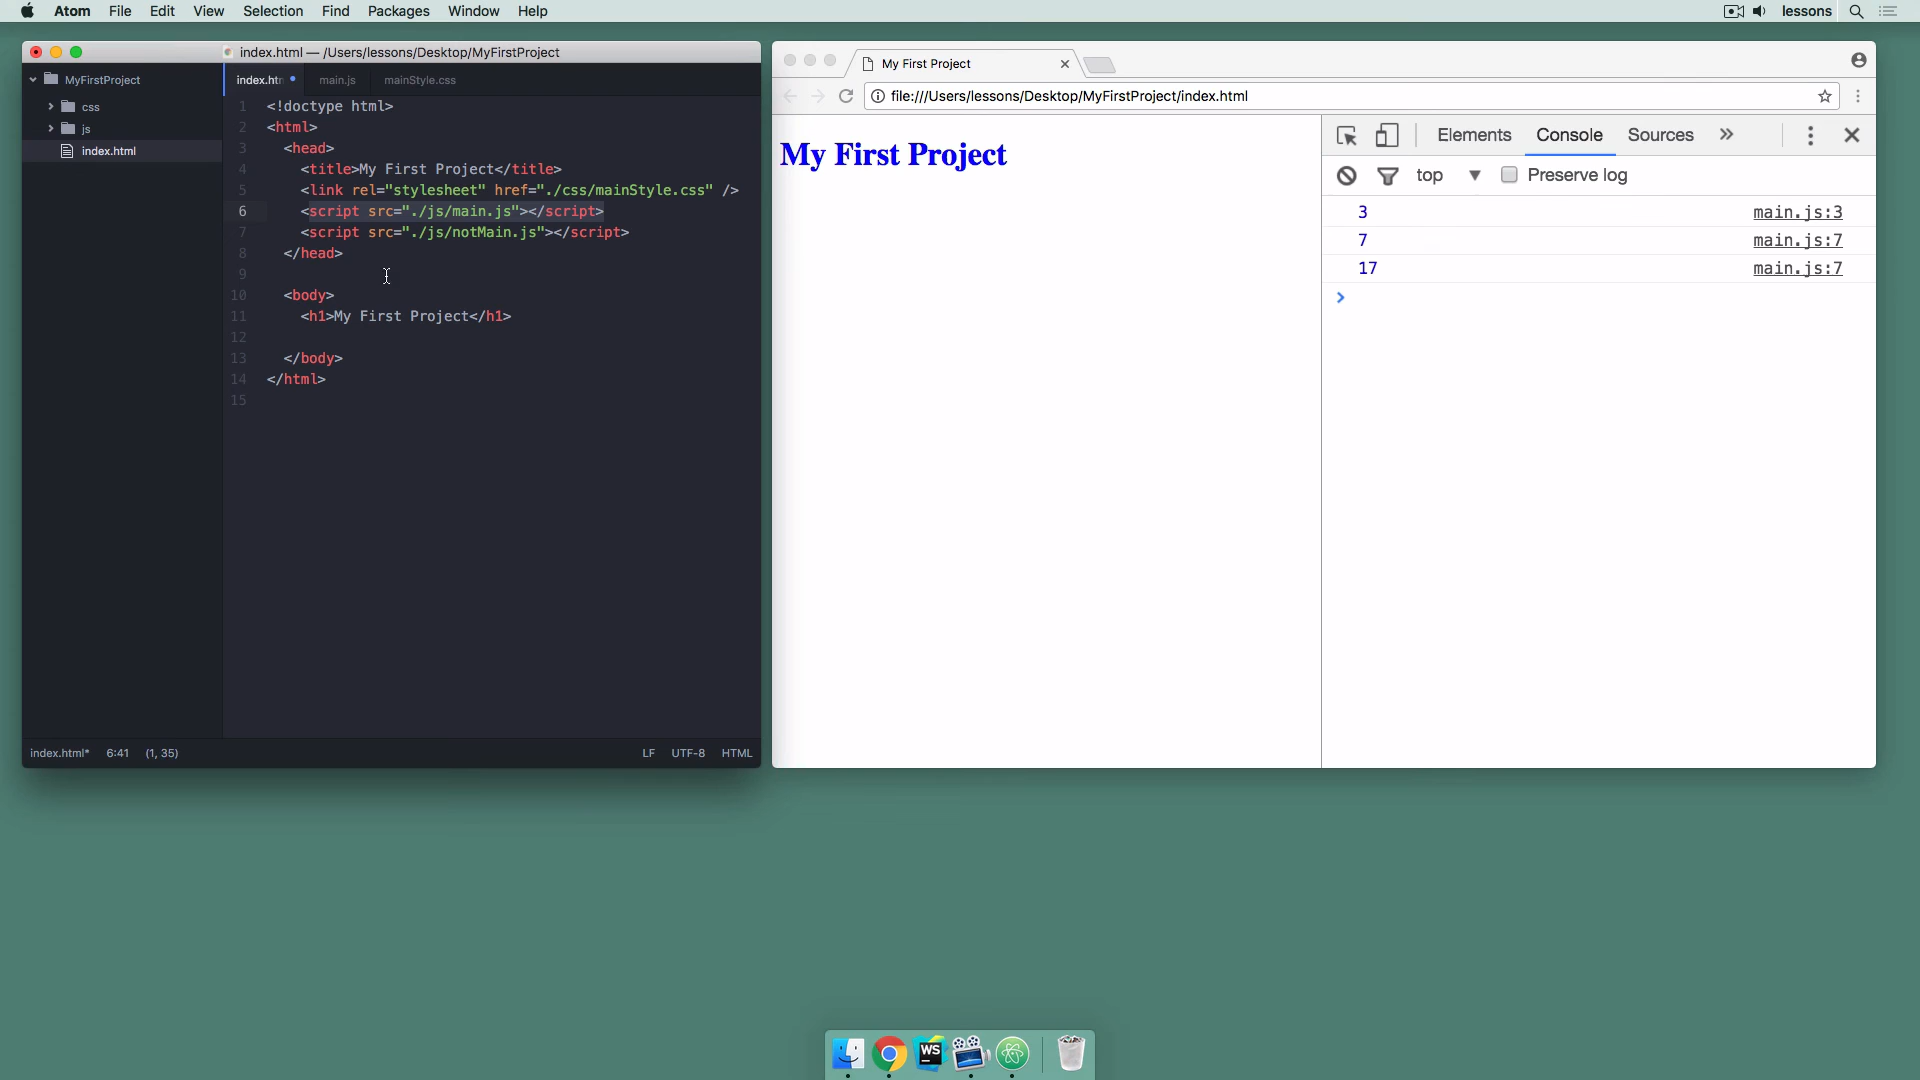 Atom File Edit View Selection Find Packages Window Help
lessons
index.html — /Users/lessons/Desktop/MyFirstProject
MyFirstProject
css
js
index.html
index.htn main.js mainStyle.css
1 <!doctype html>
2 <html>
3 <head>
4 <title>My First Project</title>
5 <link rel="stylesheet" href="./css/mainStyle.css" />
6 <script src="./js/main.js"></script>
7 <script src="./js/notMain.js"></script>
8 </head>
9
10 <body>
11 <h1>My First Project</h1>
12
13 </body>
14 </html>
15
index.html* 6:41 (1, 35) LF UTF-8 HTML
My First Project
file:///Users/lessons/Desktop/MyFirstProject/index.html
My First Project
Elements Console Sources »
top Preserve log
3 main.js:3
7 main.js:7
17 main.js:7
WS